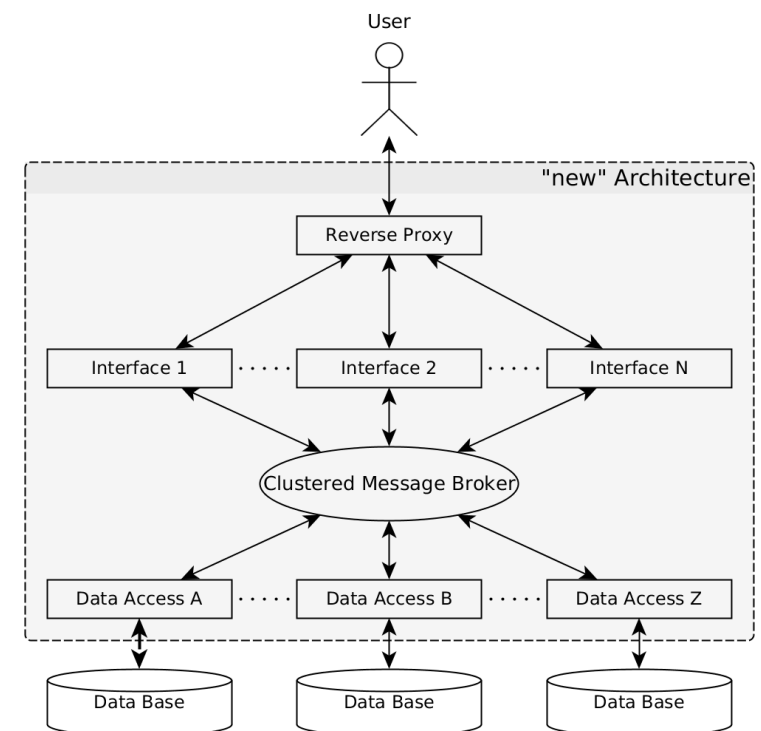 User
"new" Architecture
Reverse Proxy
Interface 1
Interface 2
Interface N
Clustered Message Broker
Data Access A
Data Access B
Data Access Z
Data Base
Data Base
Data Base